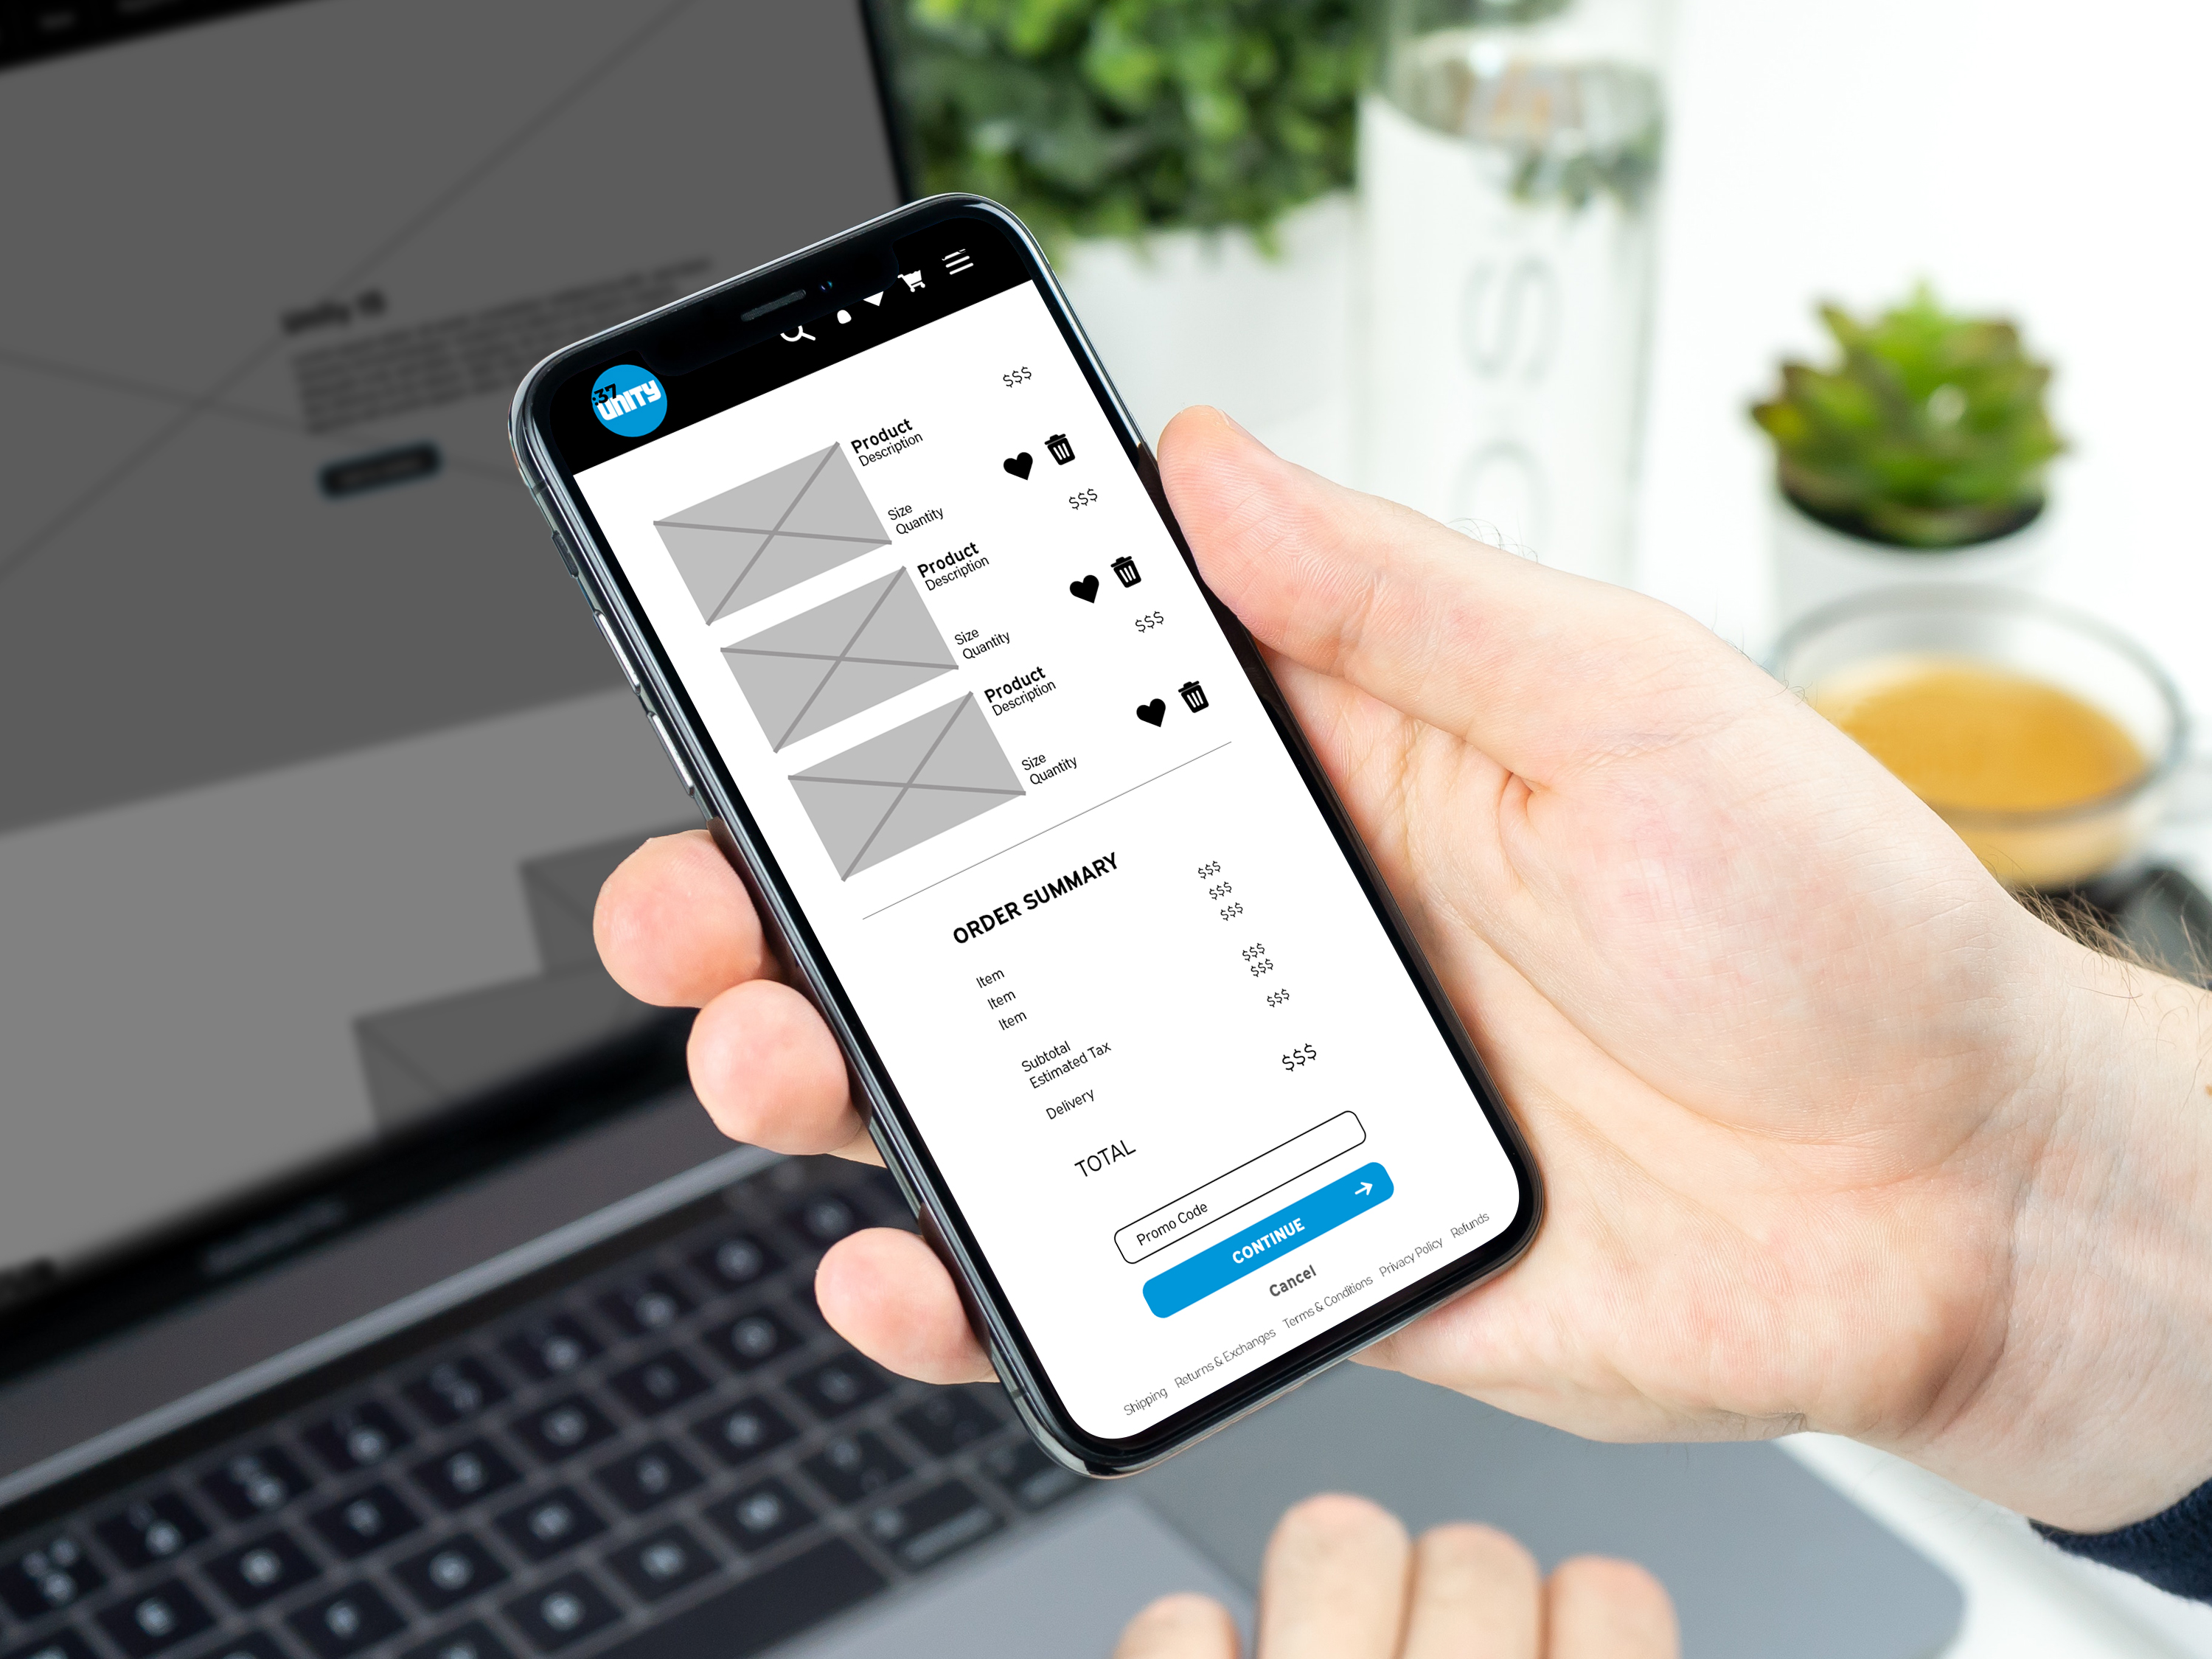 :37
UNITY
$$$
Product
Description
Size
Quantity
$$$
Product
Description
Size
Quantity
$$$
Product
Description
Size
Quantity
ORDER SUMMARY
Item $$$
Item $$$
Item $$$
Subtotal $$$
Estimated Tax $$$
Delivery $$$
TOTAL $$$
Promo Code
CONTINUE
Cancel
Shipping Returns & Exchanges Terms & Conditions Privacy Policy Refunds